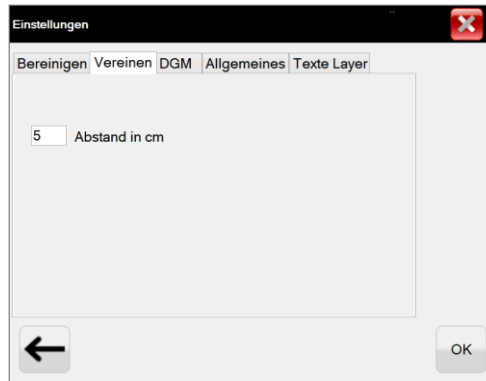 Einstellungen
Bereinigen Vereinen DGM Allgemeines Texte Layer
5 Abstand in cm
OK